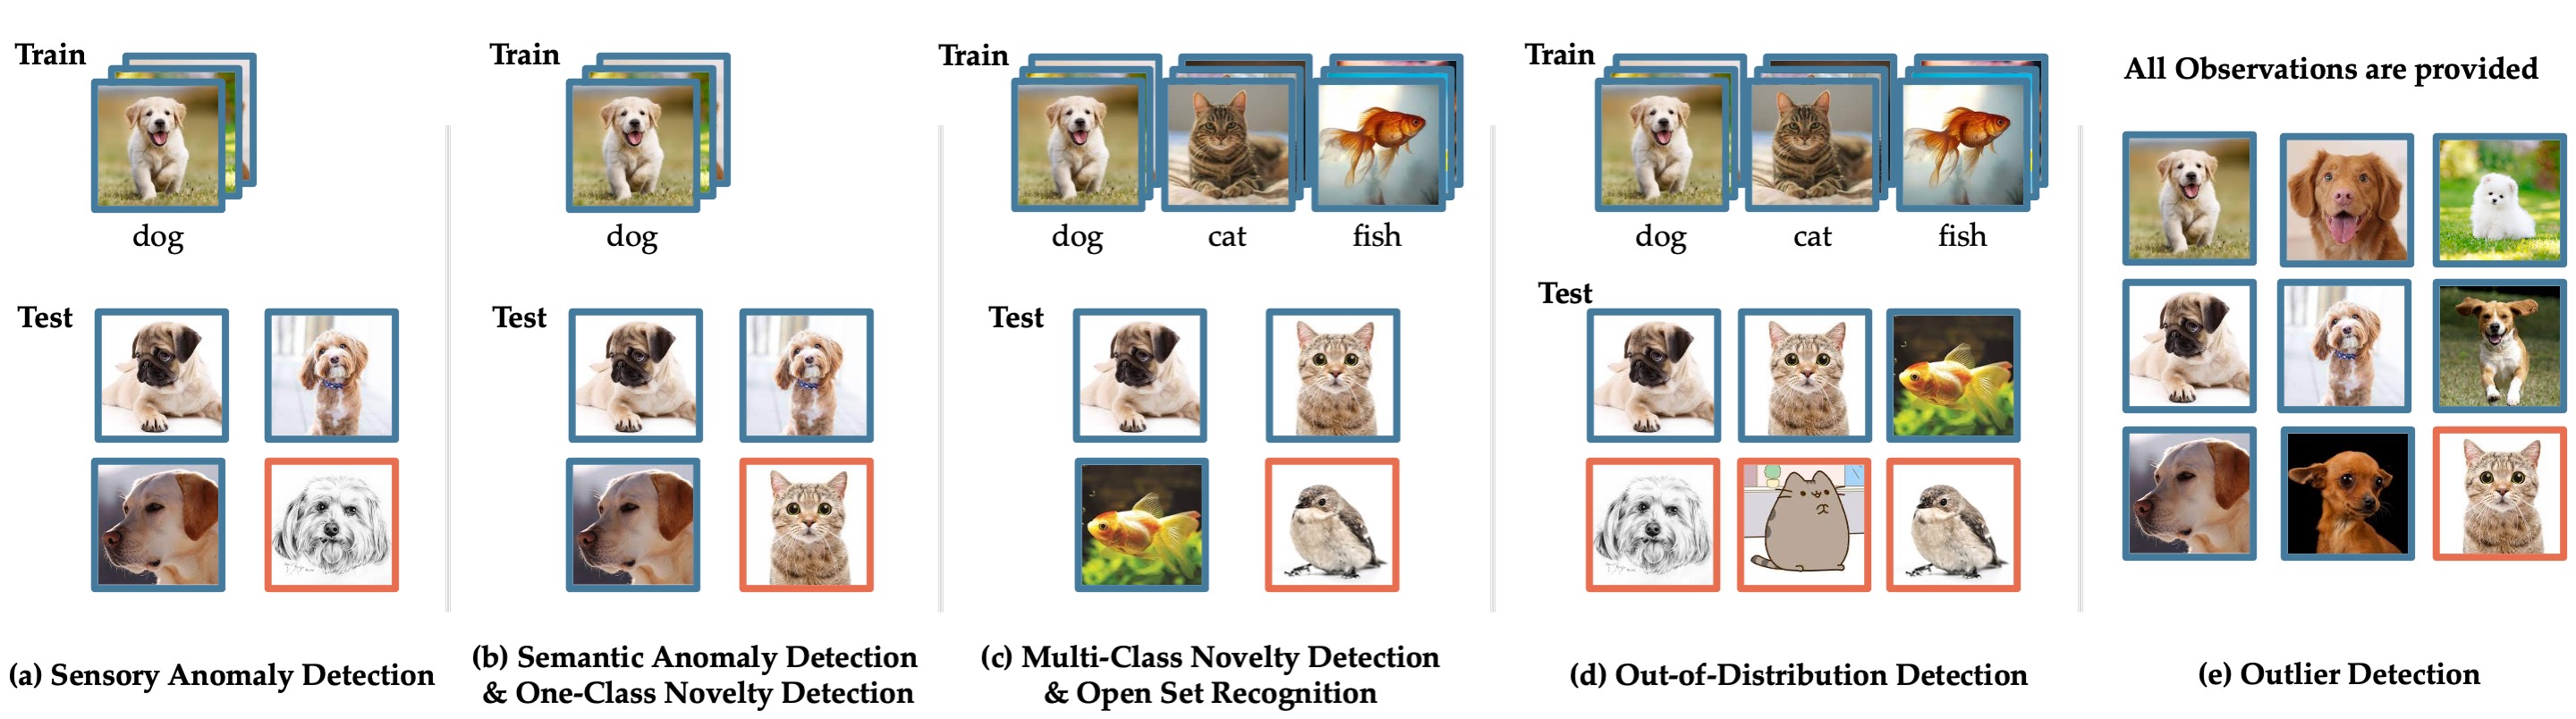 Train
dog
Test
(a) Sensory Anomaly Detection
Train
dog
Test
(b) Semantic Anomaly Detection
& One-Class Novelty Detection
Train
dog cat fish
Test
(c) Multi-Class Novelty Detection
& Open Set Recognition
Train
dog cat fish
Test
(d) Out-of-Distribution Detection
All Observations are provided
(e) Outlier Detection